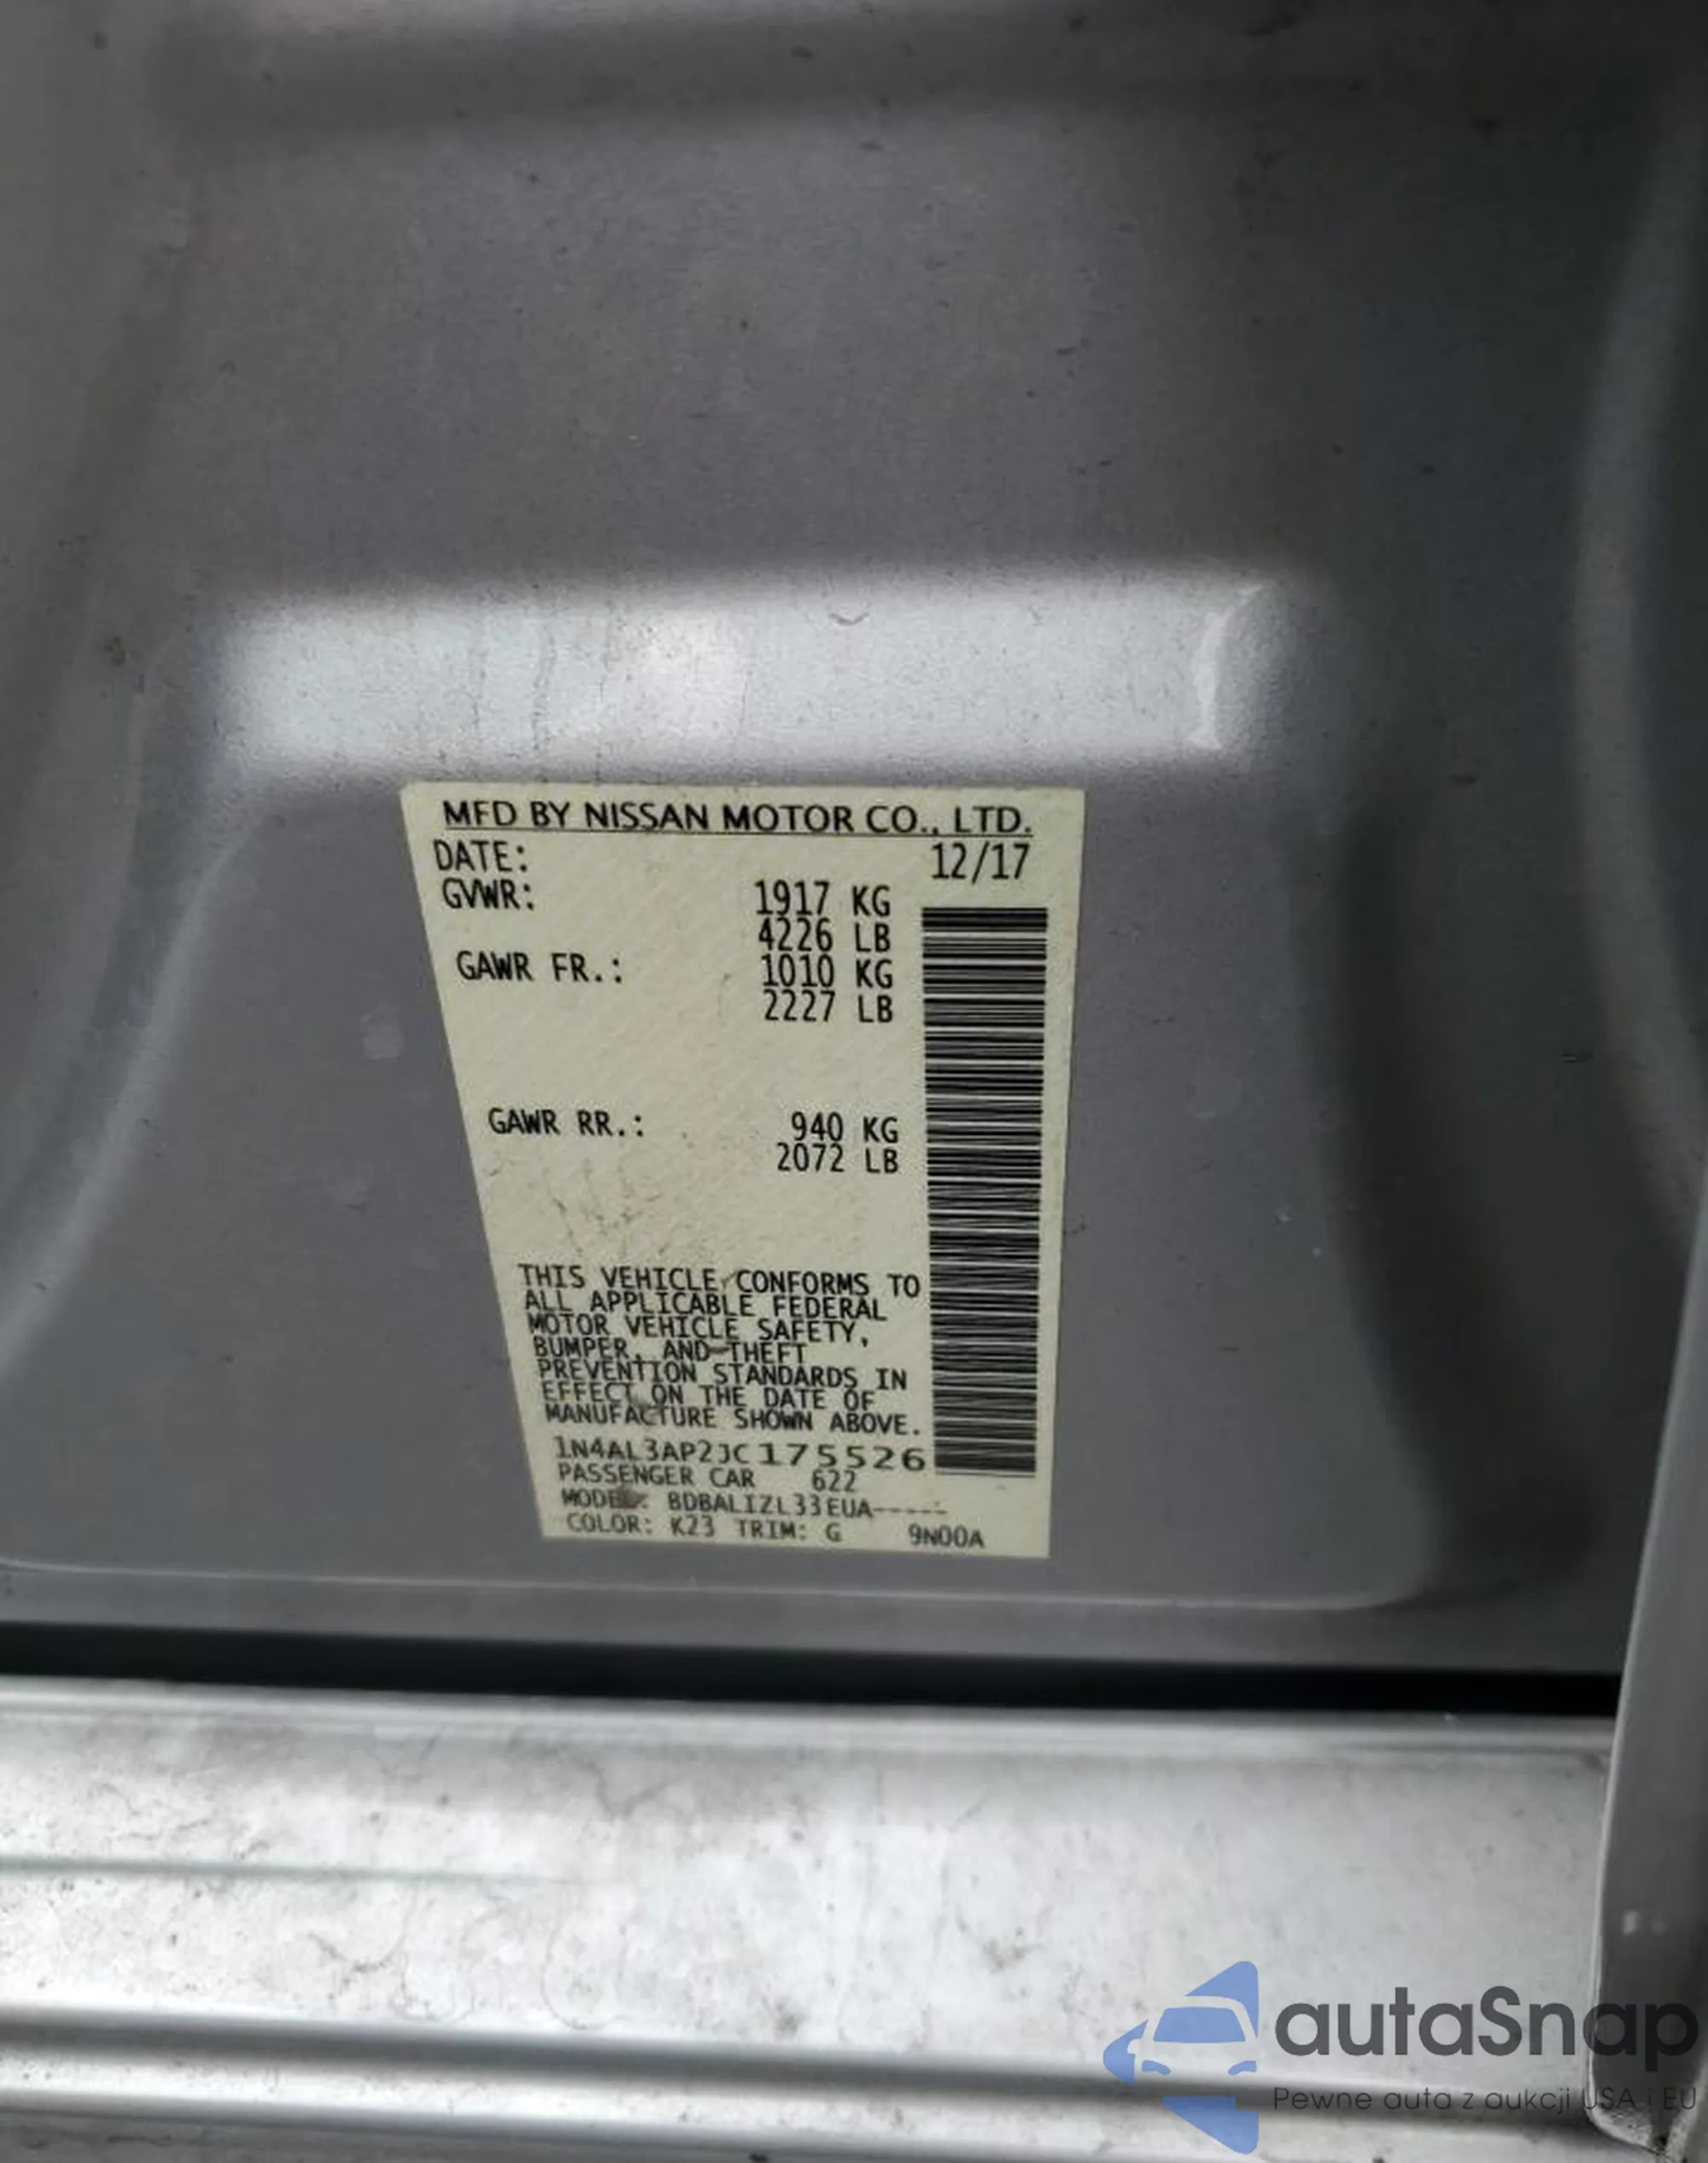 MFD BY NISSAN MOTOR CO., LTD.
DATE: 12/17
GVWR: 1917 KG
4226 LB
GAWR FR.: 1010 KG
2227 LB
GAWR RR.: 940 KG
2072 LB
THIS VEHICLE CONFORMS TO
ALL APPLICABLE FEDERAL
MOTOR VEHICLE SAFETY,
BUMPER, AND THEFT
PREVENTION STANDARDS IN
EFFECT ON THE DATE OF
MANUFACTURE SHOWN ABOVE.
1N4AL3AP2JC175526
PASSENGER CAR 622
MODEL: BDBALIZL33EUA-----
COLOR: K23 TRIM: G 9N00A
autaSnap
Pewne auta z aukcji USA i EU